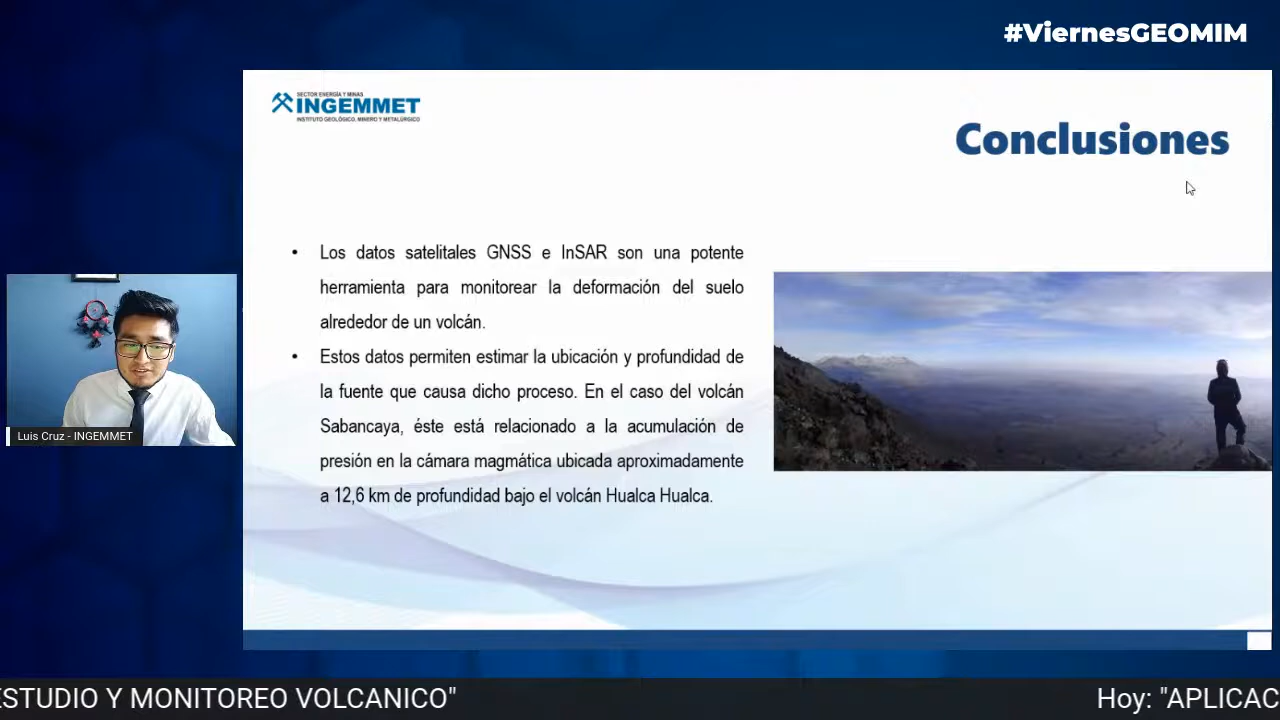 #ViernesGEOMIM
SECTOR ENERGÍA Y MINAS
INGEMMET
INSTITUTO GEOLÓGICO, MINERO Y METALÚRGICO
Conclusiones
• Los datos satelitales GNSS e InSAR son una potente
herramienta para monitorear la deformación del suelo
alrededor de un volcán.
• Estos datos permiten estimar la ubicación y profundidad de
la fuente que causa dicho proceso. En el caso del volcán
Sabancaya, éste está relacionado a la acumulación de
presión en la cámara magmática ubicada aproximadamente
a 12,6 km de profundidad bajo el volcán Hualca Hualca.
Luis Cruz - INGEMMET
ESTUDIO Y MONITOREO VOLCANICO" Hoy: "APLICAC